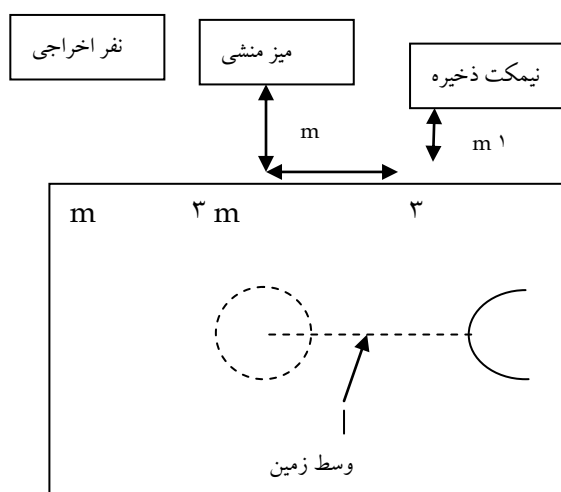 نیمکت ذخیره
میز منشی
نفر اخراجی
m
m ۱
m ۳ m ۳
وسط زمین